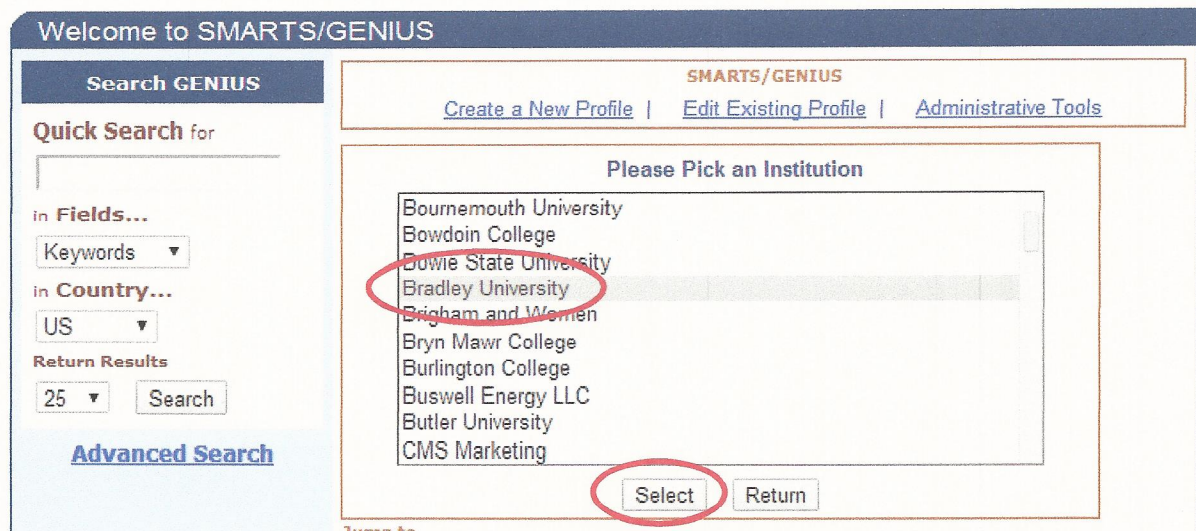 Welcome to SMARTS/GENIUS
Search GENIUS
Quick Search for
in Fields...
Keywords
in Country...
US
Return Results
25 Search
Advanced Search
SMARTS/GENIUS
Create a New Profile | Edit Existing Profile | Administrative Tools
Please Pick an Institution
Bournemouth University
Bowdoin College
Bowie State University
Bradley University
Brigham and Women
Bryn Mawr College
Burlington College
Buswell Energy LLC
Butler University
CMS Marketing
Select Return
Jump to